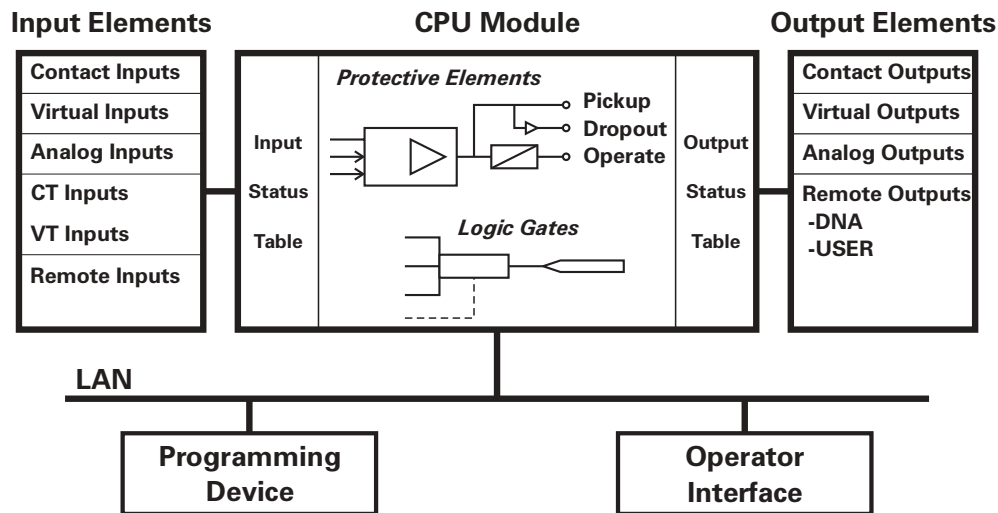 Input Elements
CPU Module
Output Elements
Contact Inputs
Virtual Inputs
Analog Inputs
CT Inputs
VT Inputs
Remote Inputs
Input
Status
Table
Protective Elements
Pickup
Dropout
Operate
Logic Gates
Output
Status
Table
Contact Outputs
Virtual Outputs
Analog Outputs
Remote Outputs
-DNA
-USER
LAN
Programming
Device
Operator
Interface